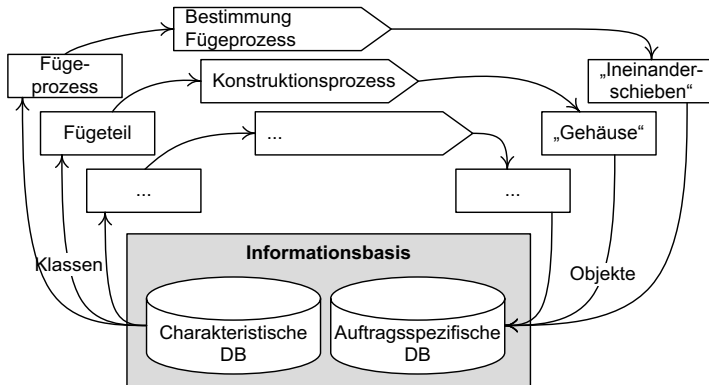 Bestimmung
Fügeprozess
Füge-
prozess
„Ineinander-
schieben“
Konstruktionsprozess
Fügeteil
...
„Gehäuse“
...
...
Informationsbasis
Klassen
Objekte
Charakteristische
DB
Auftragsspezifische
DB